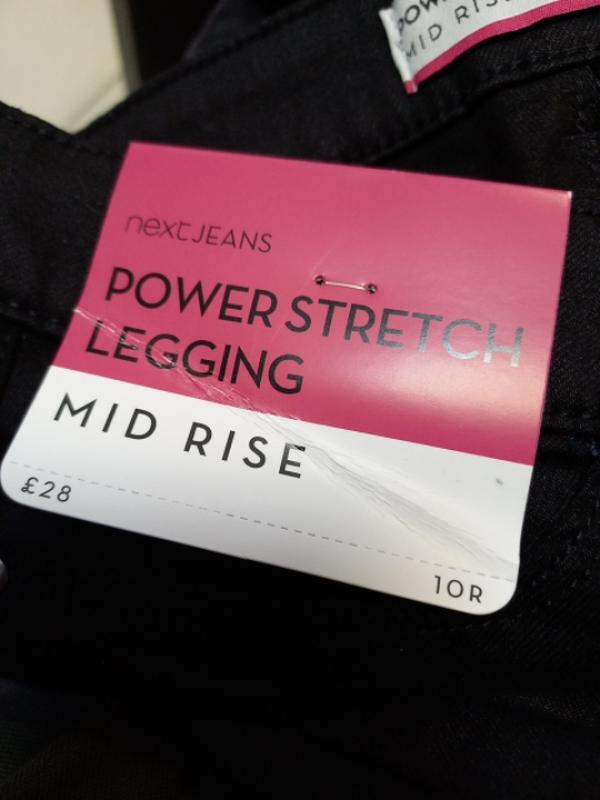 MID RISE
nextJEANS
POWER STRETCH
LEGGING
MID RISE
£28
10R